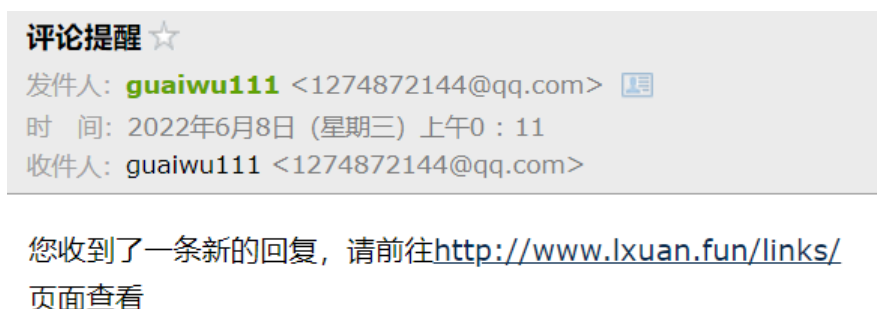 评论提醒
发件人: guaiwu111 <1274872144@qq.com>
时 间: 2022年6月8日 (星期三) 上午0 : 11
收件人: guaiwu111 <1274872144@qq.com>
您收到了一条新的回复，请前往http://www.lxuan.fun/links/
页面查看